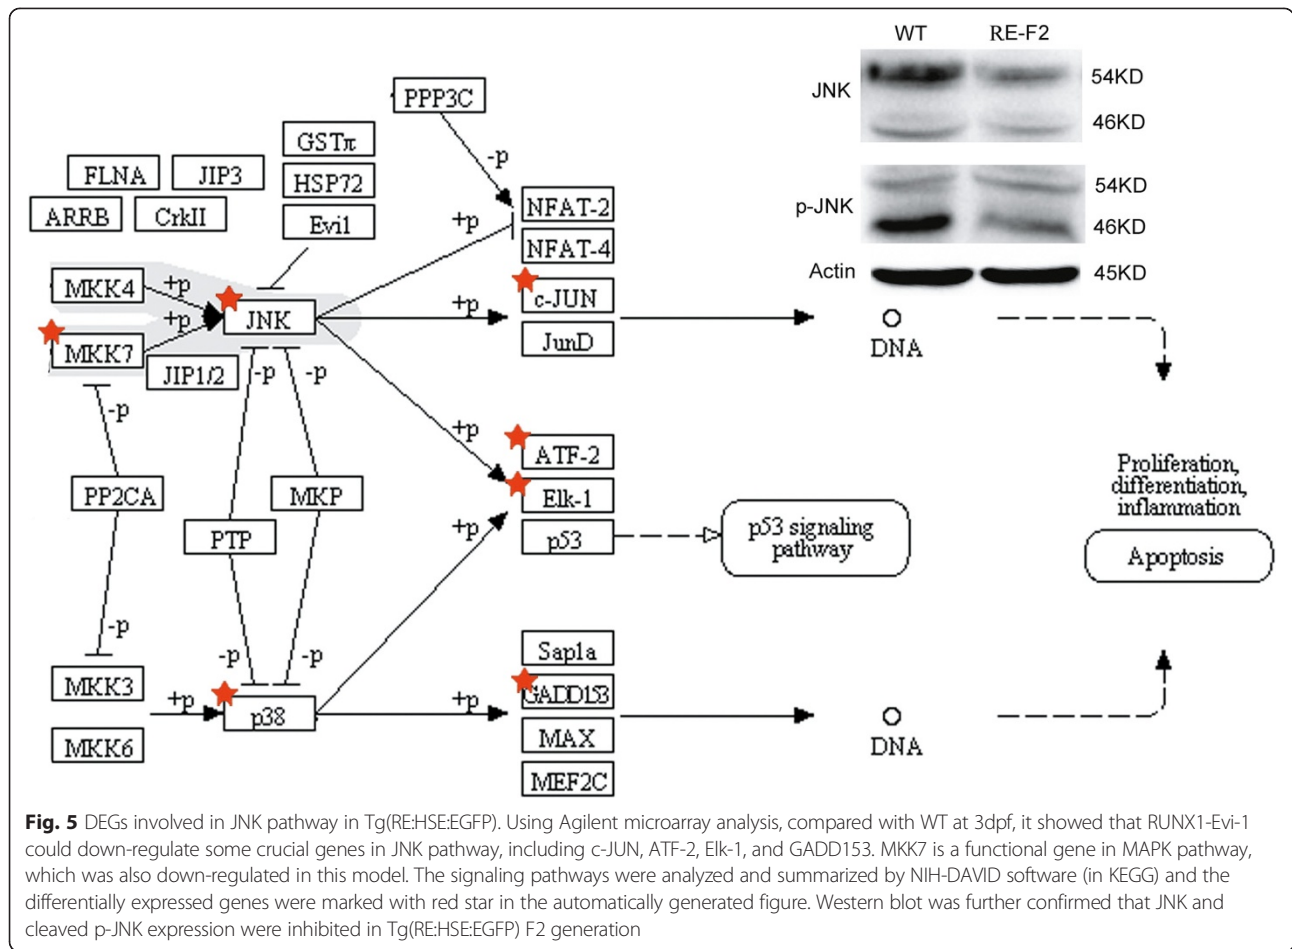 WT RE-F2
JNK 54KD
46KD
p-JNK 54KD
46KD
Actin 45KD
PPP3C
-p
GSTπ
HSP72
Evi1
FLNA JIP3
ARRB CrkII
NFAT-2
NFAT-4
+p
MKK4 +p
JNK
+p
c-JUN
JunD
DNA
MKK7 +p
JIP1/2
-p -p
-p
PP2CA
PTP
MKP
+p
+p
ATF-2
Elk-1
p53
p53 signaling
pathway
Proliferation,
differentiation,
inflammation
Apoptosis
-p
-p -p
MKK3
MKK6
+p
p38
+p
Sap1a
GADD153
MAX
MEF2C
DNA
Fig. 5 DEGs involved in JNK pathway in Tg(RE:HSE:EGFP). Using Agilent microarray analysis, compared with WT at 3dpf, it showed that RUNX1-Evi-1
could down-regulate some crucial genes in JNK pathway, including c-JUN, ATF-2, Elk-1, and GADD153. MKK7 is a functional gene in MAPK pathway,
which was also down-regulated in this model. The signaling pathways were analyzed and summarized by NIH-DAVID software (in KEGG) and the
differentially expressed genes were marked with red star in the automatically generated figure. Western blot was further confirmed that JNK and
cleaved p-JNK expression were inhibited in Tg(RE:HSE:EGFP) F2 generation